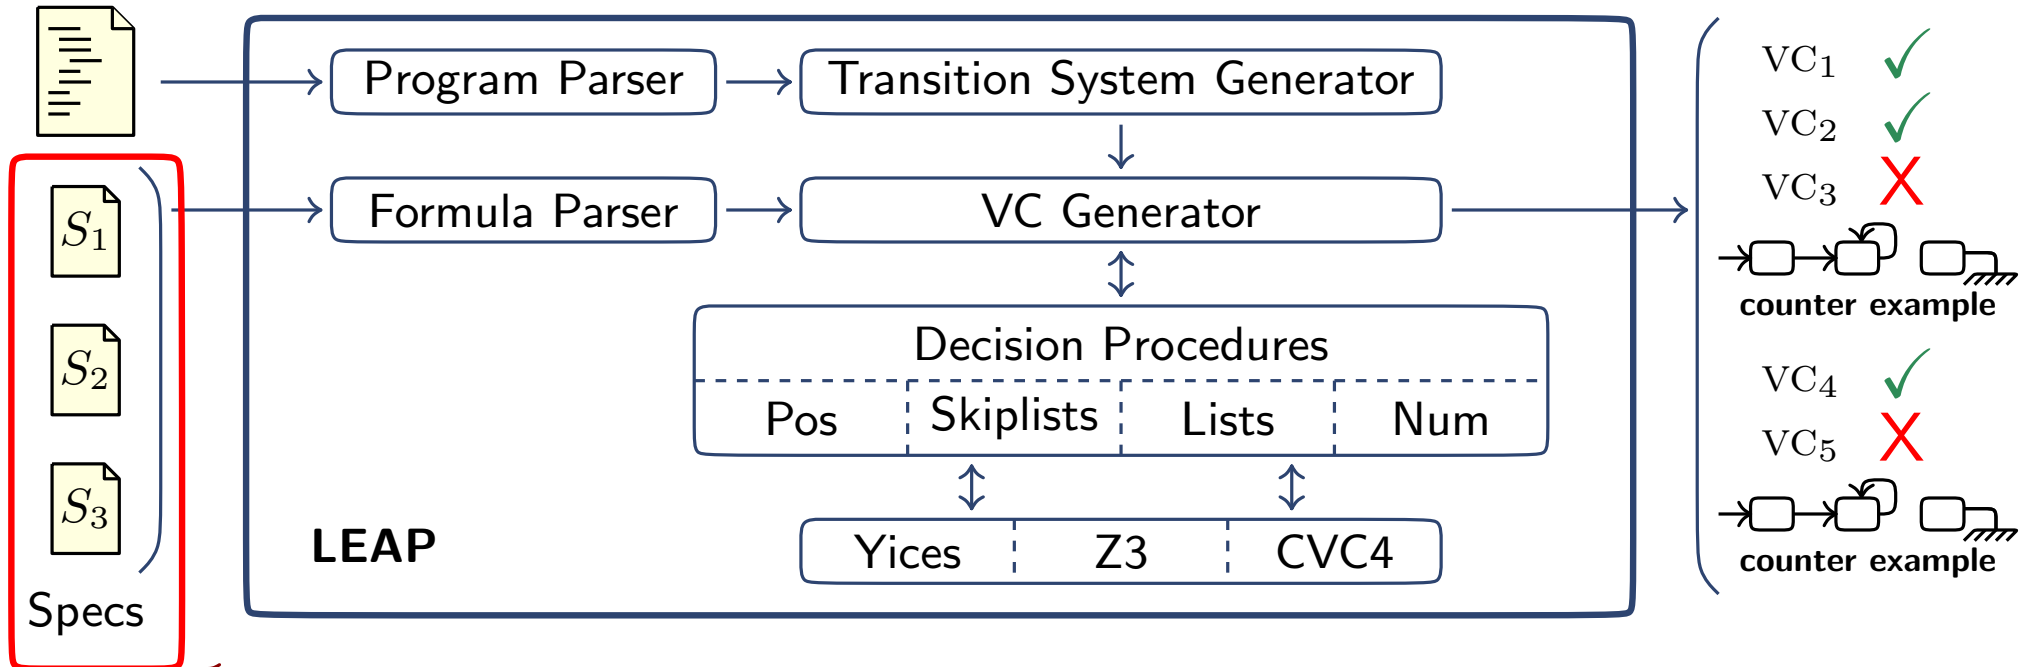 Program Parser
Transition System Generator
Formula Parser
VC Generator
Decision Procedures
Pos
Skiplists
Lists
Num
Yices
Z3
CVC4
LEAP
S1
S2
S3
Specs
VC1
VC2
VC3
counter example
VC4
VC5
counter example